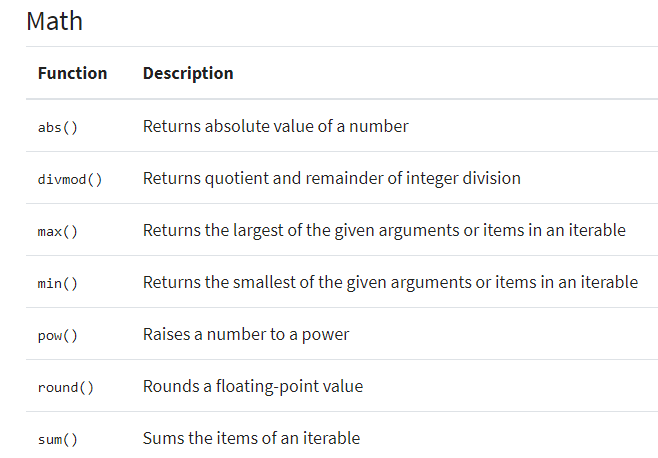 Math
Function Description
abs() Returns absolute value of a number
divmod() Returns quotient and remainder of integer division
max() Returns the largest of the given arguments or items in an iterable
min() Returns the smallest of the given arguments or items in an iterable
pow() Raises a number to a power
round() Rounds a floating-point value
sum() Sums the items of an iterable